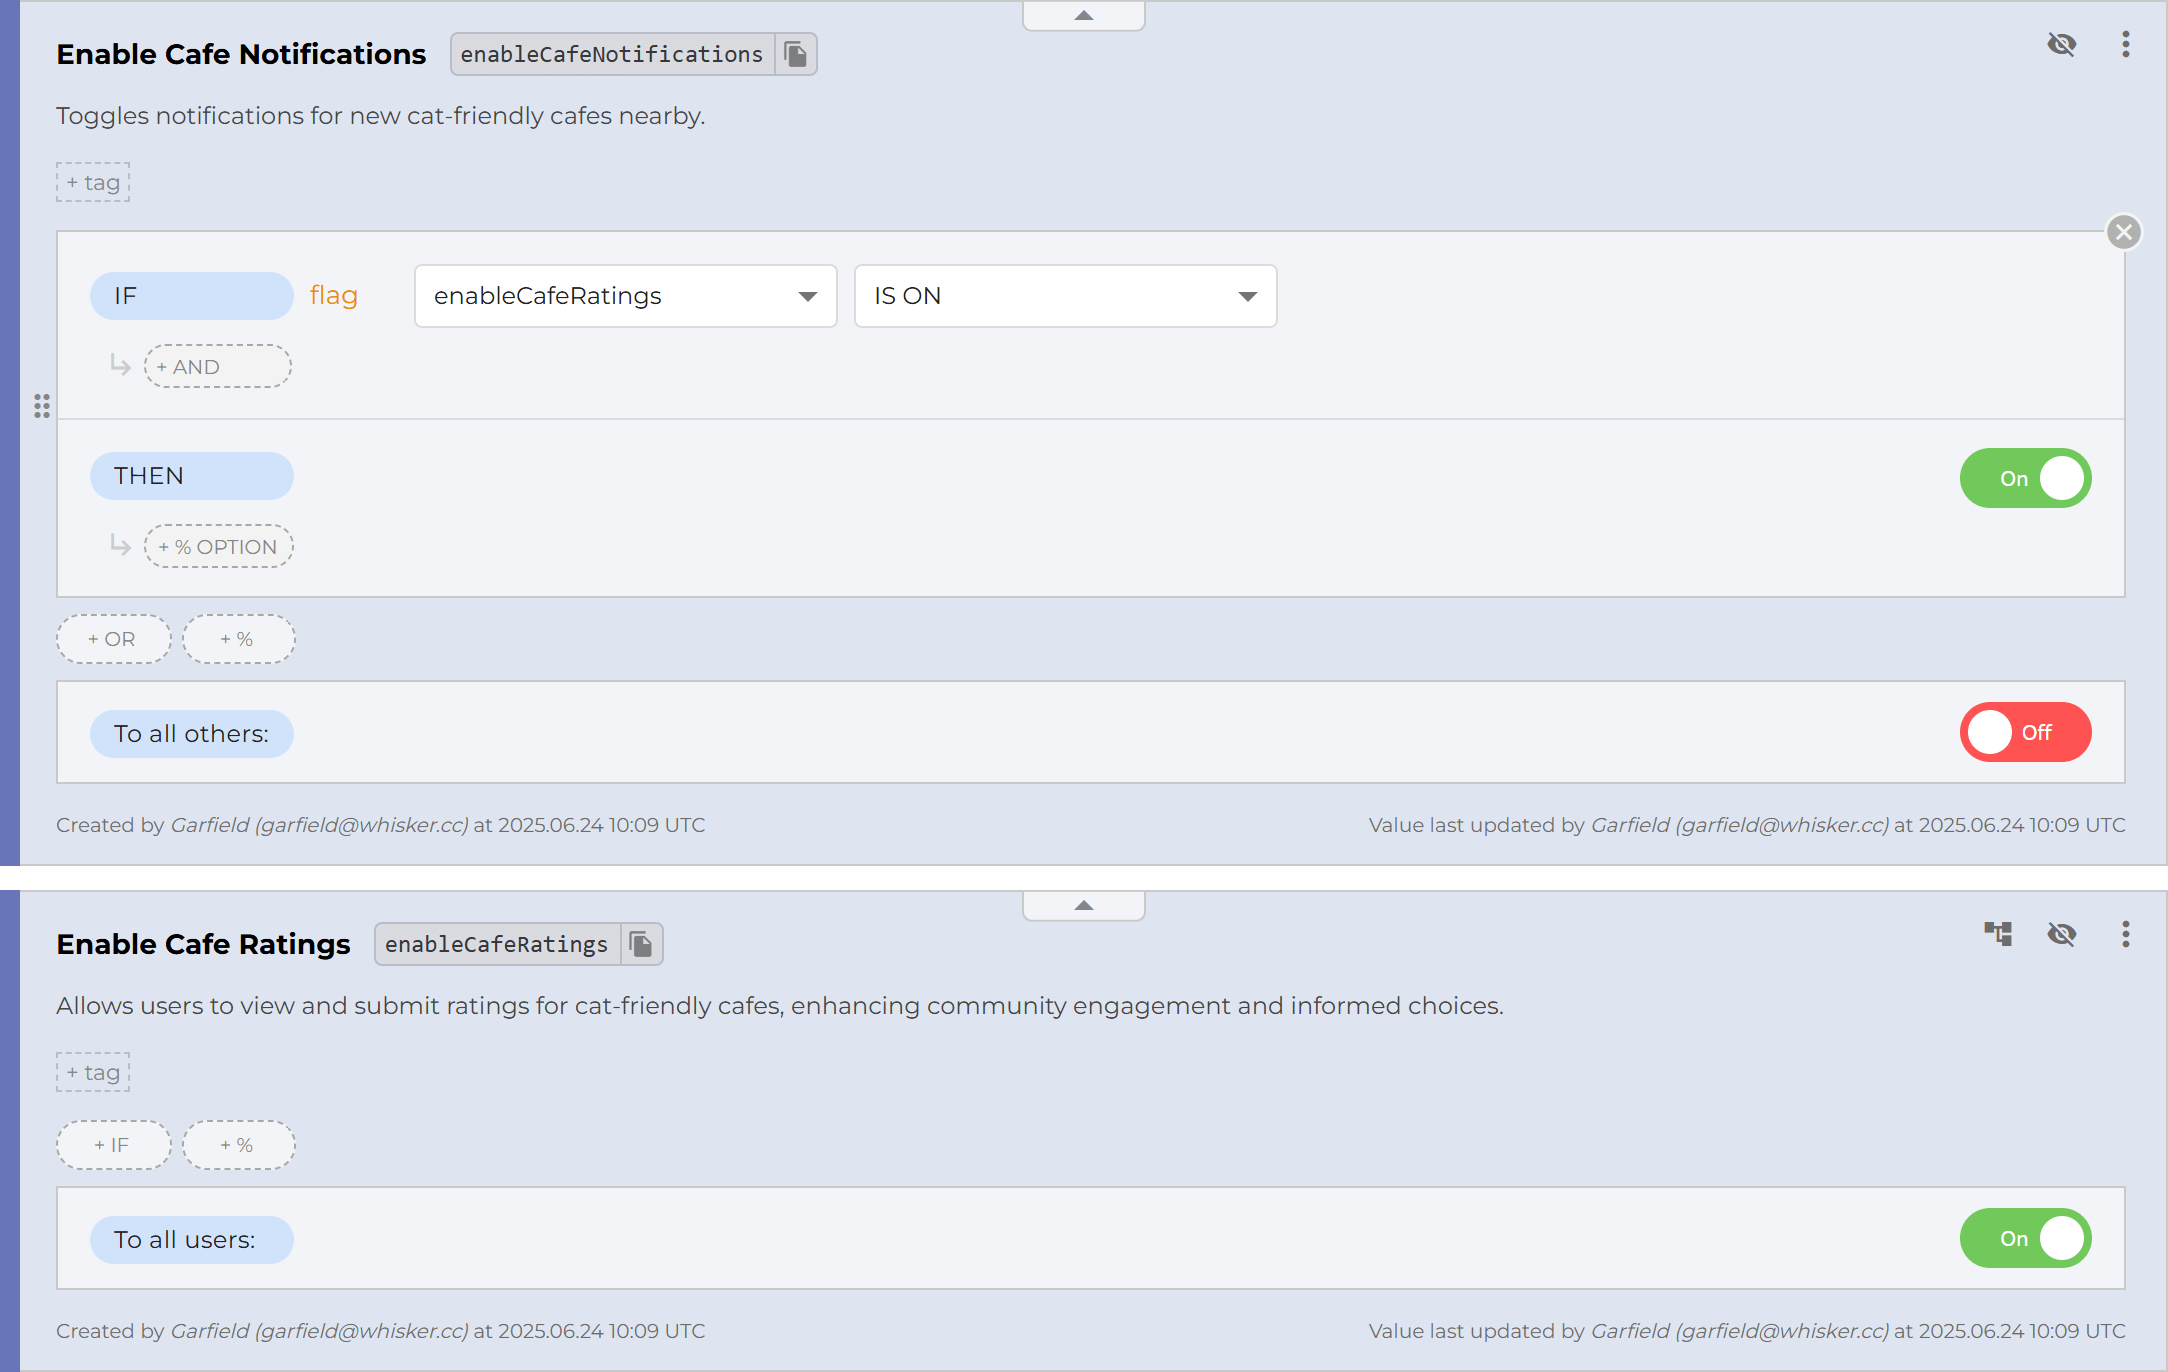 Enable Cafe Notifications enableCafeNotifications
Toggles notifications for new cat-friendly cafes nearby.
+ tag
IF flag enableCafeRatings IS ON
+ AND
THEN On
+ % OPTION
+ OR + %
To all others: Off
Created by Garfield (garfield@whisker.cc) at 2025.06.24 10:09 UTC Value last updated by Garfield (garfield@whisker.cc) at 2025.06.24 10:09 UTC
Enable Cafe Ratings enableCafeRatings
Allows users to view and submit ratings for cat-friendly cafes, enhancing community engagement and informed choices.
+ tag
+ IF + %
To all users: On
Created by Garfield (garfield@whisker.cc) at 2025.06.24 10:09 UTC Value last updated by Garfield (garfield@whisker.cc) at 2025.06.24 10:09 UTC